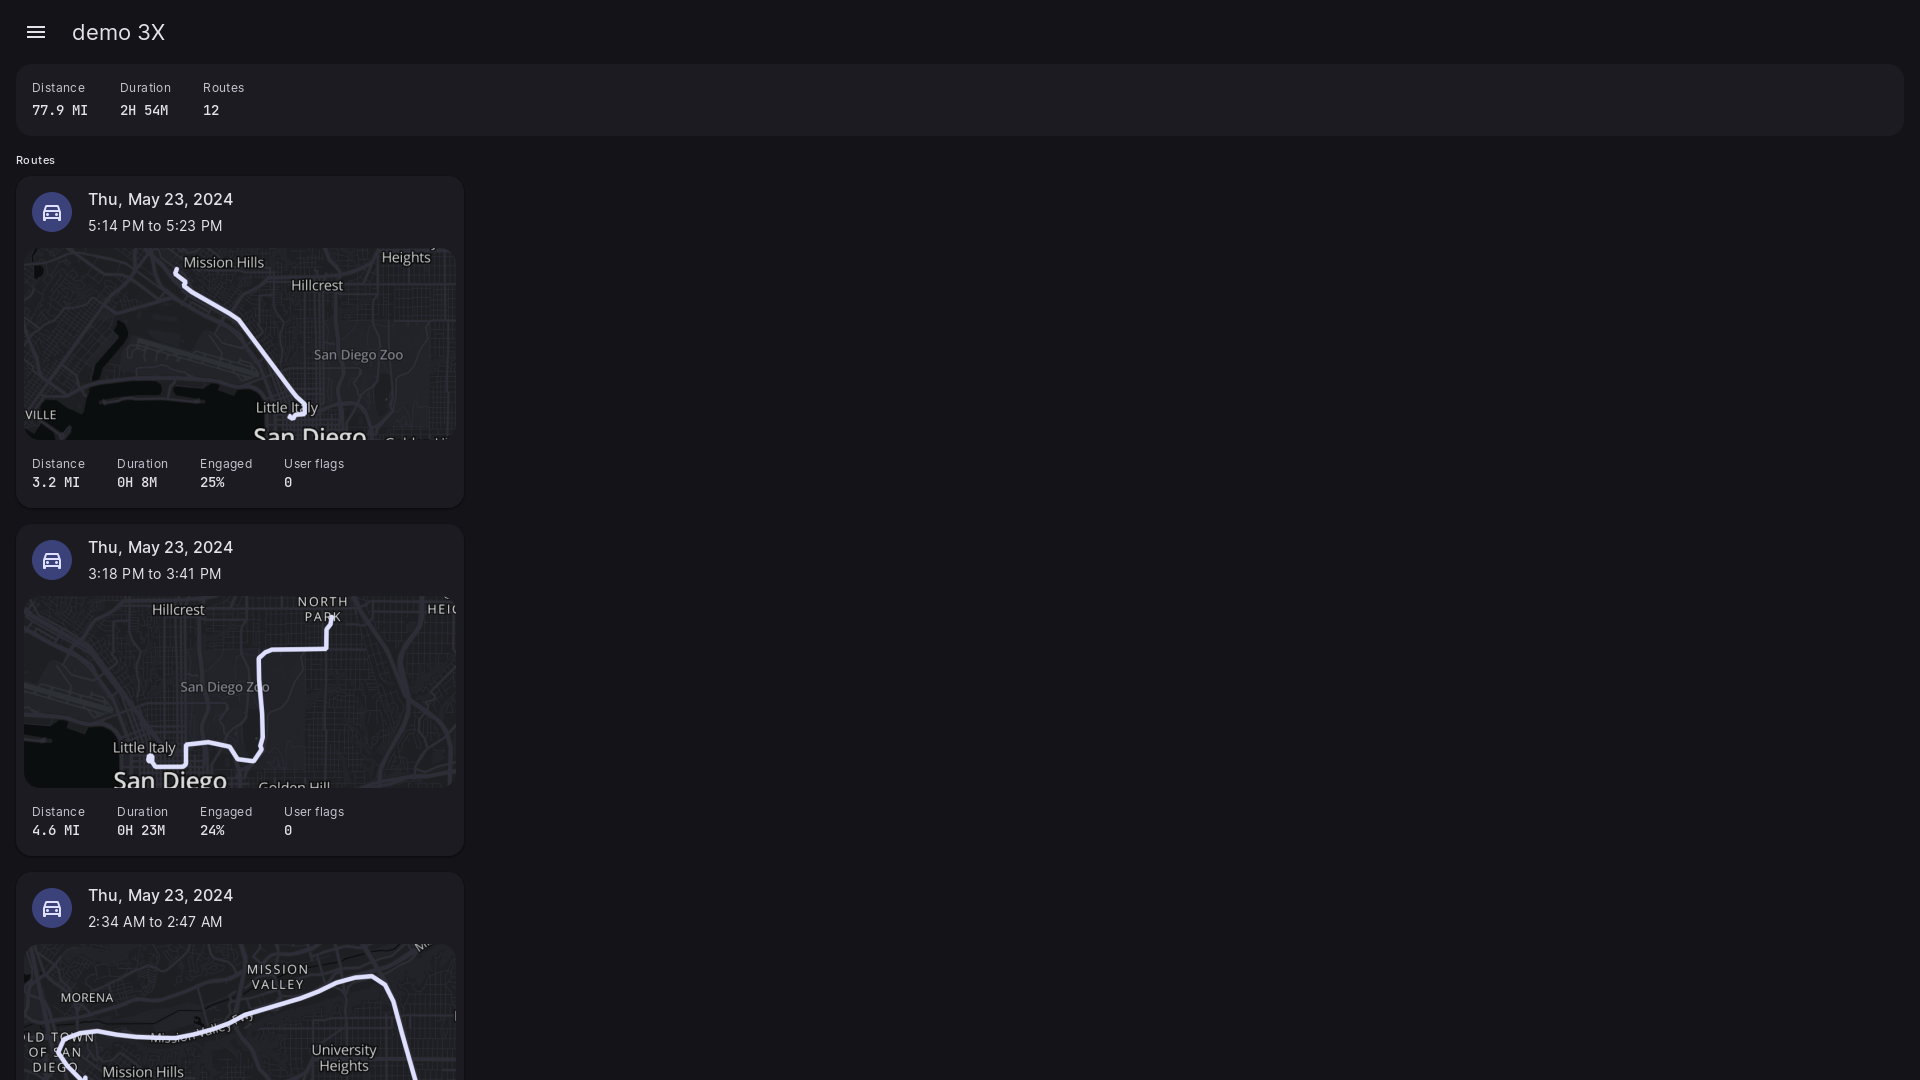 demo 3X
Distance Duration Routes
77.9 MI 2H 54M 12
Routes
Thu, May 23, 2024
5:14 PM to 5:23 PM
Mission Hills
Heights
Hillcrest
San Diego Zoo
Little Italy
VILLE
San Diego
Distance Duration Engaged User flags
3.2 MI 0H 8M 25% 0
Thu, May 23, 2024
3:18 PM to 3:41 PM
Hillcrest
NORTH
PARK
HEIG
San Diego Zoo
Little Italy
San Diego
Golden Hill
Distance Duration Engaged User flags
4.6 MI 0H 23M 24% 0
Thu, May 23, 2024
2:34 AM to 2:47 AM
MISSION
VALLEY
MORENA
Mission Valley
LD TOWN
OF SAN
DIEGO
University
Heights
Mission Hills